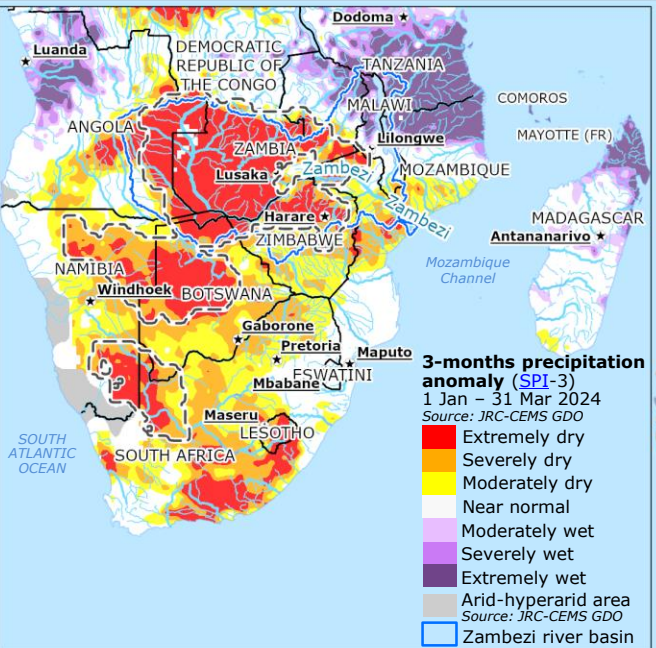 Dodoma
Luanda
DEMOCRATIC
REPUBLIC OF
THE CONGO
TANZANIA
MALAWI
COMOROS
ANGOLA
MAYOTTE (FR)
Lilongwe
ZAMBIA
Lusaka
Zambezi
MOZAMBIQUE
Zambezi
Harare
MADAGASCAR
ZIMBABWE
Antananarivo
NAMIBIA
Mozambique
Channel
Windhoek
BOTSWANA
Gaborone
Pretoria
Maputo
ESWATINI
Mbabane
Maseru
LESOTHO
SOUTH
ATLANTIC
OCEAN
SOUTH AFRICA
3-months precipitation
anomaly (SPI-3)
1 Jan – 31 Mar 2024
Source: JRC-CEMS GDO
Extremely dry
Severely dry
Moderately dry
Near normal
Moderately wet
Severely wet
Extremely wet
Arid-hyperarid area
Source: JRC-CEMS GDO
Zambezi river basin